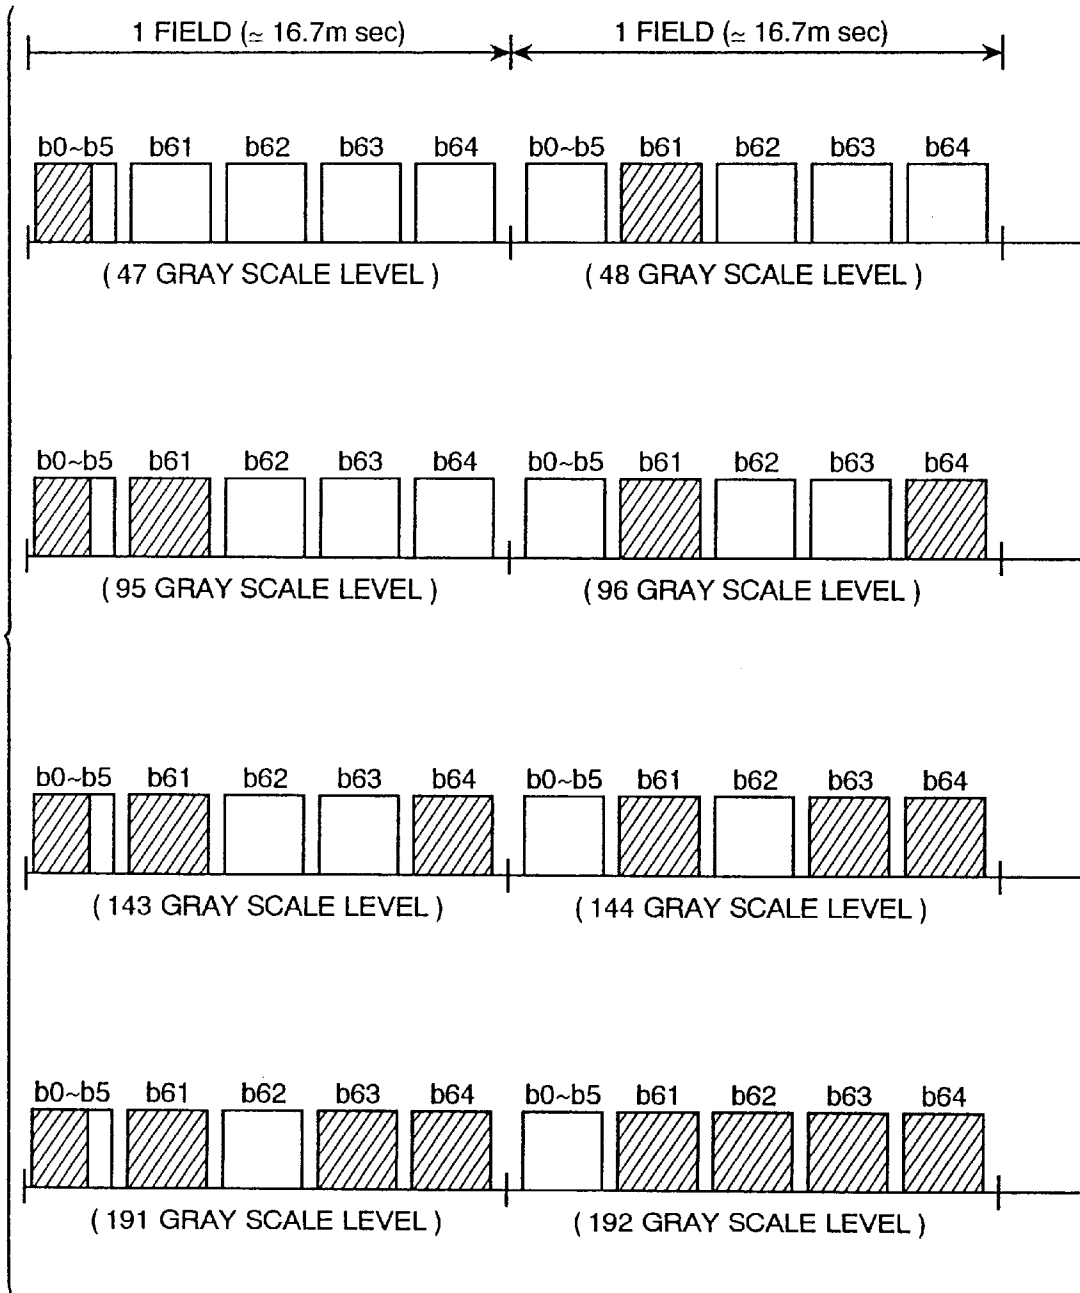 1 FIELD (≃ 16.7m sec) 1 FIELD (≃ 16.7m sec)
b0~b5 b61 b62 b63 b64 b0~b5 b61 b62 b63 b64
( 47 GRAY SCALE LEVEL ) ( 48 GRAY SCALE LEVEL )
b0~b5 b61 b62 b63 b64 b0~b5 b61 b62 b63 b64
( 95 GRAY SCALE LEVEL ) ( 96 GRAY SCALE LEVEL )
b0~b5 b61 b62 b63 b64 b0~b5 b61 b62 b63 b64
( 143 GRAY SCALE LEVEL ) ( 144 GRAY SCALE LEVEL )
b0~b5 b61 b62 b63 b64 b0~b5 b61 b62 b63 b64
( 191 GRAY SCALE LEVEL ) ( 192 GRAY SCALE LEVEL )